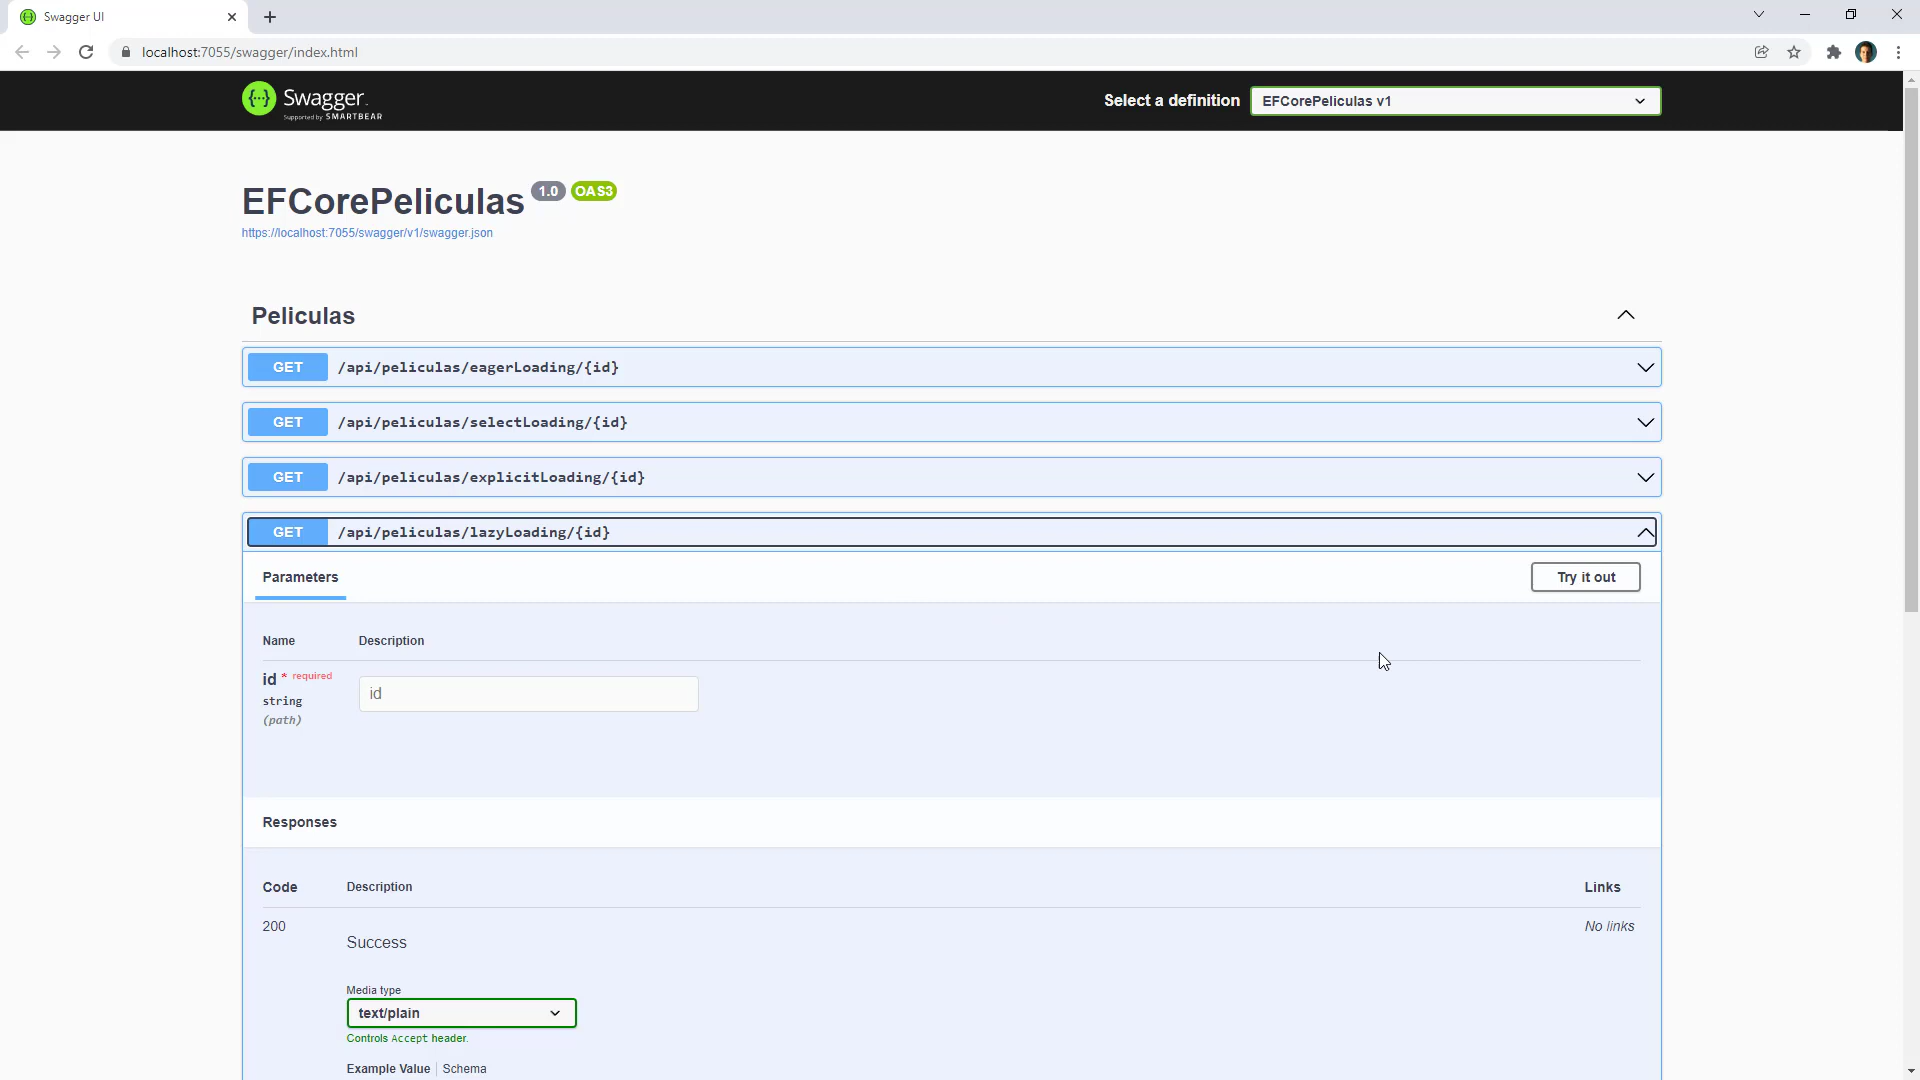 Swagger UI
localhost:7055/swagger/index.html
Swagger.
Supported by SMARTBEAR
Select a definition
EFCorePeliculas v1
EFCorePeliculas 1.0 OAS3
https://localhost:7055/swagger/v1/swagger.json
Peliculas
GET /api/peliculas/eagerLoading/{id}
GET /api/peliculas/selectLoading/{id}
GET /api/peliculas/explicitLoading/{id}
GET /api/peliculas/lazyLoading/{id}
Parameters
Try it out
Name Description
id * required
string
(path)
id
Responses
Code Description Links
200
Success
No links
Media type
text/plain
Controls Accept header.
Example Value Schema